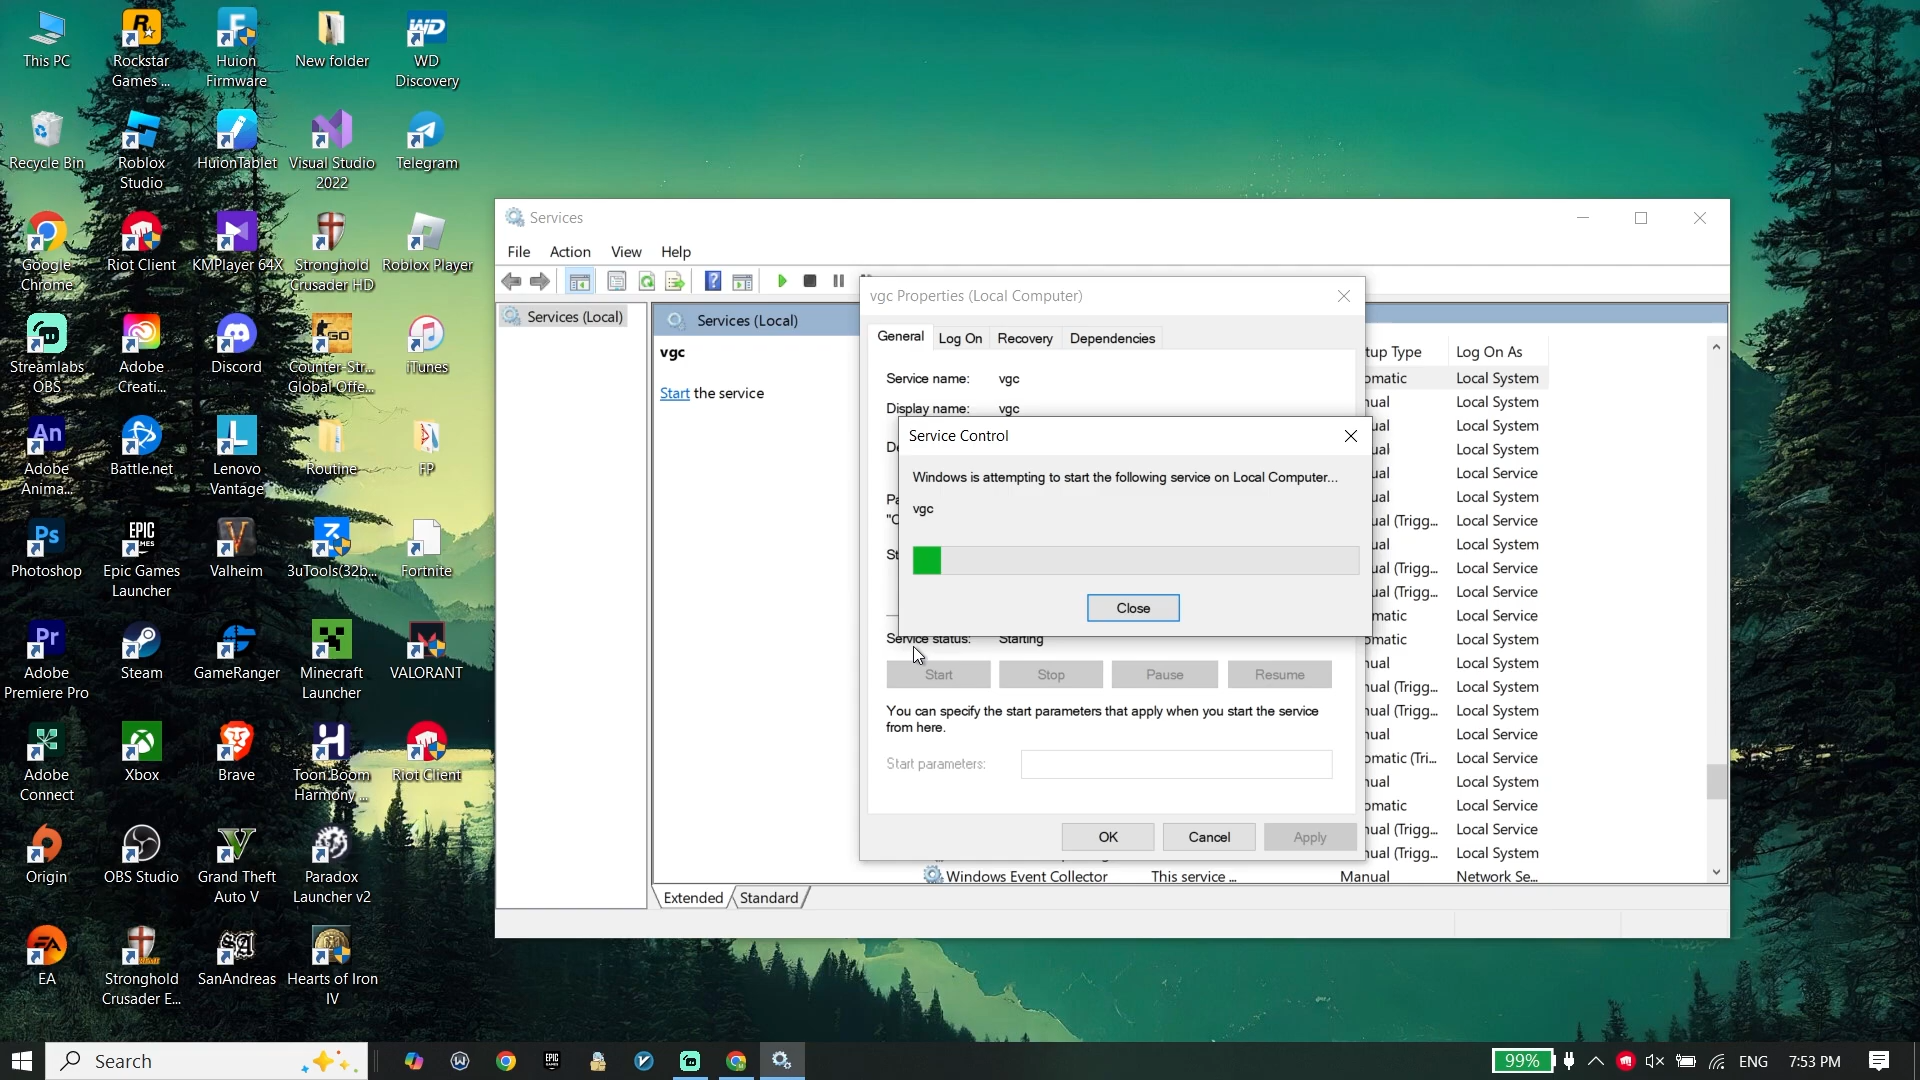 This PC
Rockstar
Games ...
Huion
Firmware
New folder
WD
Discovery
Recycle Bin
Roblox
Studio
HuionTablet
Visual Studio
2022
Telegram
Google
Chrome
Riot Client
KMPlayer 64X
Stronghold
Crusader HD
Roblox Player
Streamlabs
OBS
Adobe
Creati...
Discord
Counter-Str...
Global Offe...
iTunes
Adobe
Anima...
Battle.net
Lenovo
Vantage
Routine
FP
Photoshop
Epic Games
Launcher
Valheim
3uTools(32b...
Fortnite
Adobe
Premiere Pro
Steam
GameRanger
Minecraft
Launcher
VALORANT
Adobe
Connect
Xbox
Brave
Toon Boom
Harmony ...
Riot Client
Origin
OBS Studio
Grand Theft
Auto V
Paradox
Launcher v2
EA
Stronghold
Crusader E...
SanAndreas
Hearts of Iron
IV
Services
File Action View Help
Services (Local)
Services (Local)
vgc
Start the service
vgc Properties (Local Computer)
General Log On Recovery Dependencies
Service name: vgc
Display name: vgc
Service Control
Windows is attempting to start the following service on Local Computer...
vgc
Close
Service status: Starting
Start Stop Pause Resume
You can specify the start parameters that apply when you start the service
from here.
Start parameters:
OK Cancel Apply
tup Type Log On As
omatic Local System
nual Local System
ual Local System
ual Local System
ual Local Service
ual Local System
ual (Trigg... Local Service
ual Local System
ual (Trigg... Local Service
ual (Trigg... Local Service
omatic Local Service
omatic Local System
nual Local System
nual (Trigg... Local System
nual (Trigg... Local System
nual Local Service
omatic (Tri... Local Service
nual Local System
omatic Local Service
nual (Trigg... Local Service
nual (Trigg... Local System
Windows Event Collector This service ... Manual Network Se...
Extended Standard
Search
99%
ENG
7:53 PM